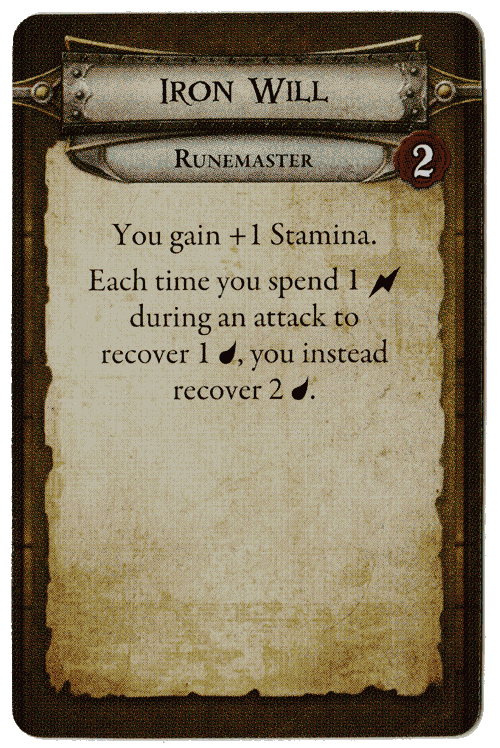 Iron Will
Runemaster
2
You gain +1 Stamina.
Each time you spend 1
during an attack to
recover 1 , you instead
recover 2 .